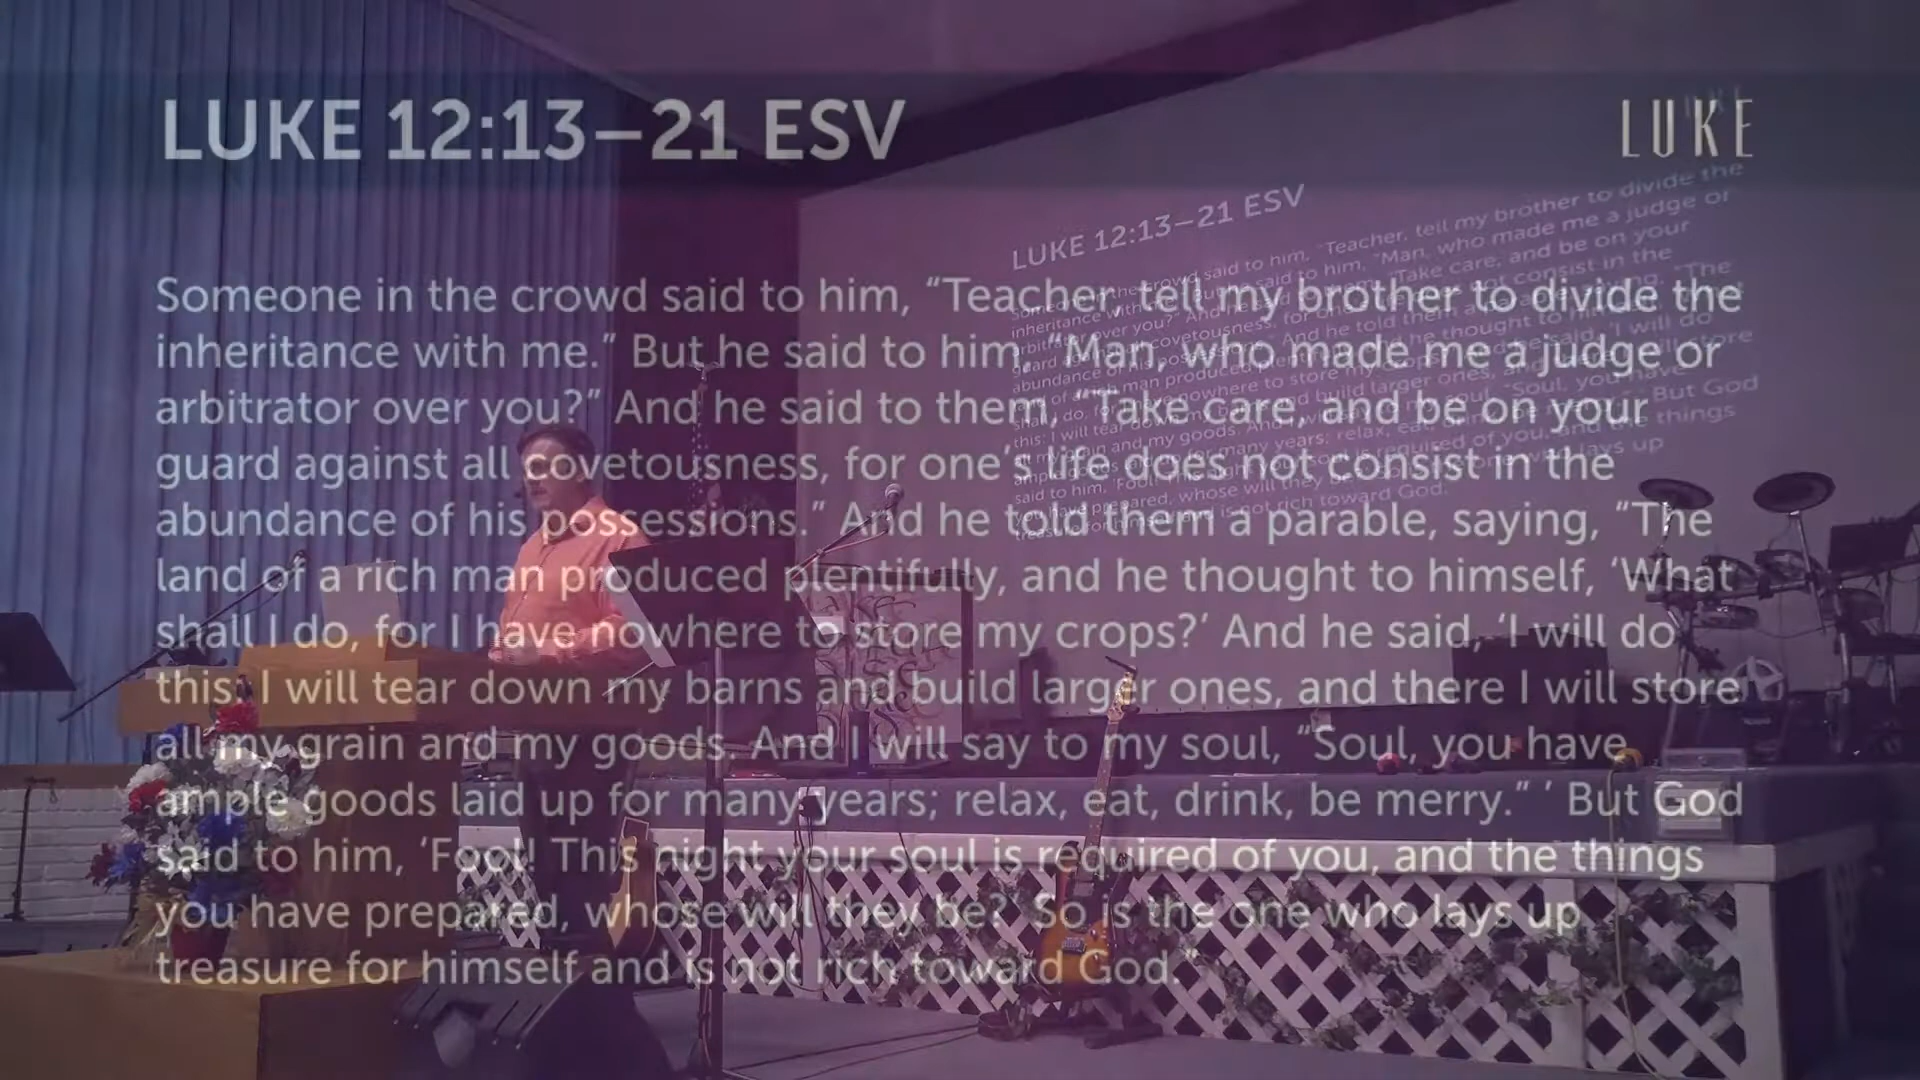 LUKE 12:13–21 ESV
LUKE
Someone in the crowd said to him, “Teacher, tell my brother to divide the
inheritance with me.” But he said to him, “Man, who made me a judge or
arbitrator over you?” And he said to them, “Take care, and be on your
guard against all covetousness, for one’s life does not consist in the
abundance of his possessions.” And he told them a parable, saying, “The
land of a rich man produced plentifully, and he thought to himself, ‘What
shall I do, for I have nowhere to store my crops?’ And he said, ‘I will do
this: I will tear down my barns and build larger ones, and there I will store
all my grain and my goods. And I will say to my soul, “Soul, you have
ample goods laid up for many years; relax, eat, drink, be merry.” ’ But God
said to him, ‘Fool! This night your soul is required of you, and the things
you have prepared, whose will they be?’ So is the one who lays up
treasure for himself and is not rich toward God.”
LUKE 12:13–21 ESV